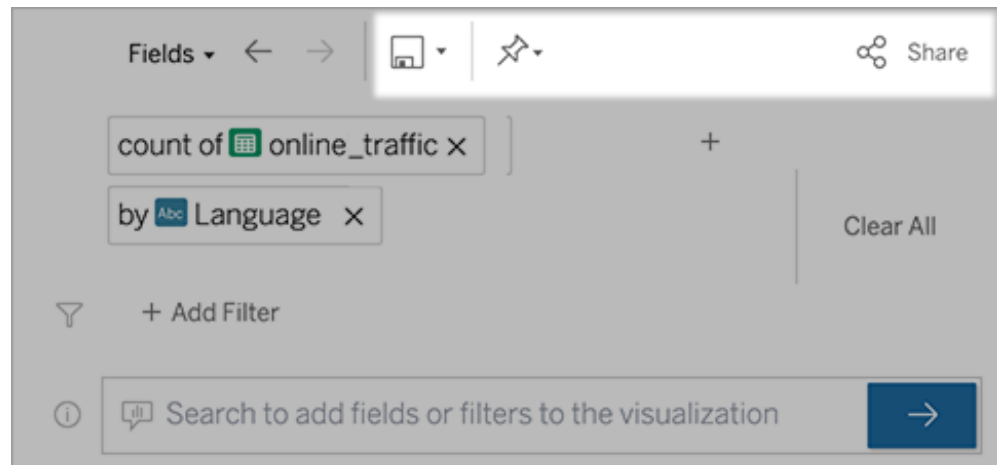 Fields
Share
count of online_traffic ×
+
by Abc Language ×
Clear All
+ Add Filter
Search to add fields or filters to the visualization